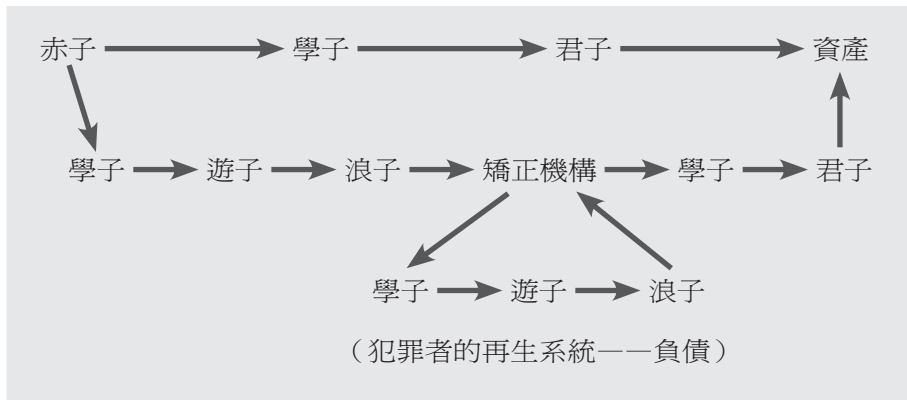 赤子 學子 君子 資產
學子 遊子 浪子 矯正機構 學子 君子
學子 遊子 浪子
（犯罪者的再生系統——負債）